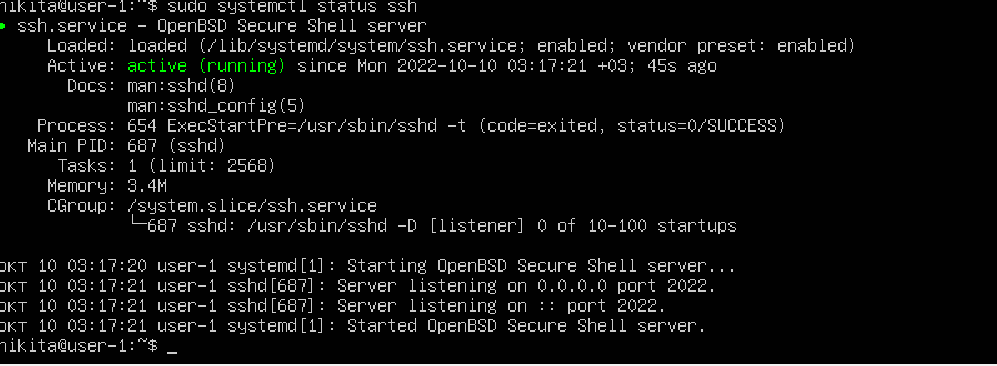 nikita@user-1:~$ sudo systemctl status ssh
● ssh.service - OpenBSD Secure Shell server
Loaded: loaded (/lib/systemd/system/ssh.service; enabled; vendor preset: enabled)
Active: active (running) since Mon 2022-10-10 03:17:21 +03; 45s ago
Docs: man:sshd(8)
man:sshd_config(5)
Process: 654 ExecStartPre=/usr/sbin/sshd -t (code=exited, status=0/SUCCESS)
Main PID: 687 (sshd)
Tasks: 1 (limit: 2568)
Memory: 3.4M
CGroup: /system.slice/ssh.service
└─687 sshd: /usr/sbin/sshd -D [listener] 0 of 10-100 startups
окт 10 03:17:20 user-1 systemd[1]: Starting OpenBSD Secure Shell server...
окт 10 03:17:21 user-1 sshd[687]: Server listening on 0.0.0.0 port 2022.
окт 10 03:17:21 user-1 sshd[687]: Server listening on :: port 2022.
окт 10 03:17:21 user-1 systemd[1]: Started OpenBSD Secure Shell server.
nikita@user-1:~$ _